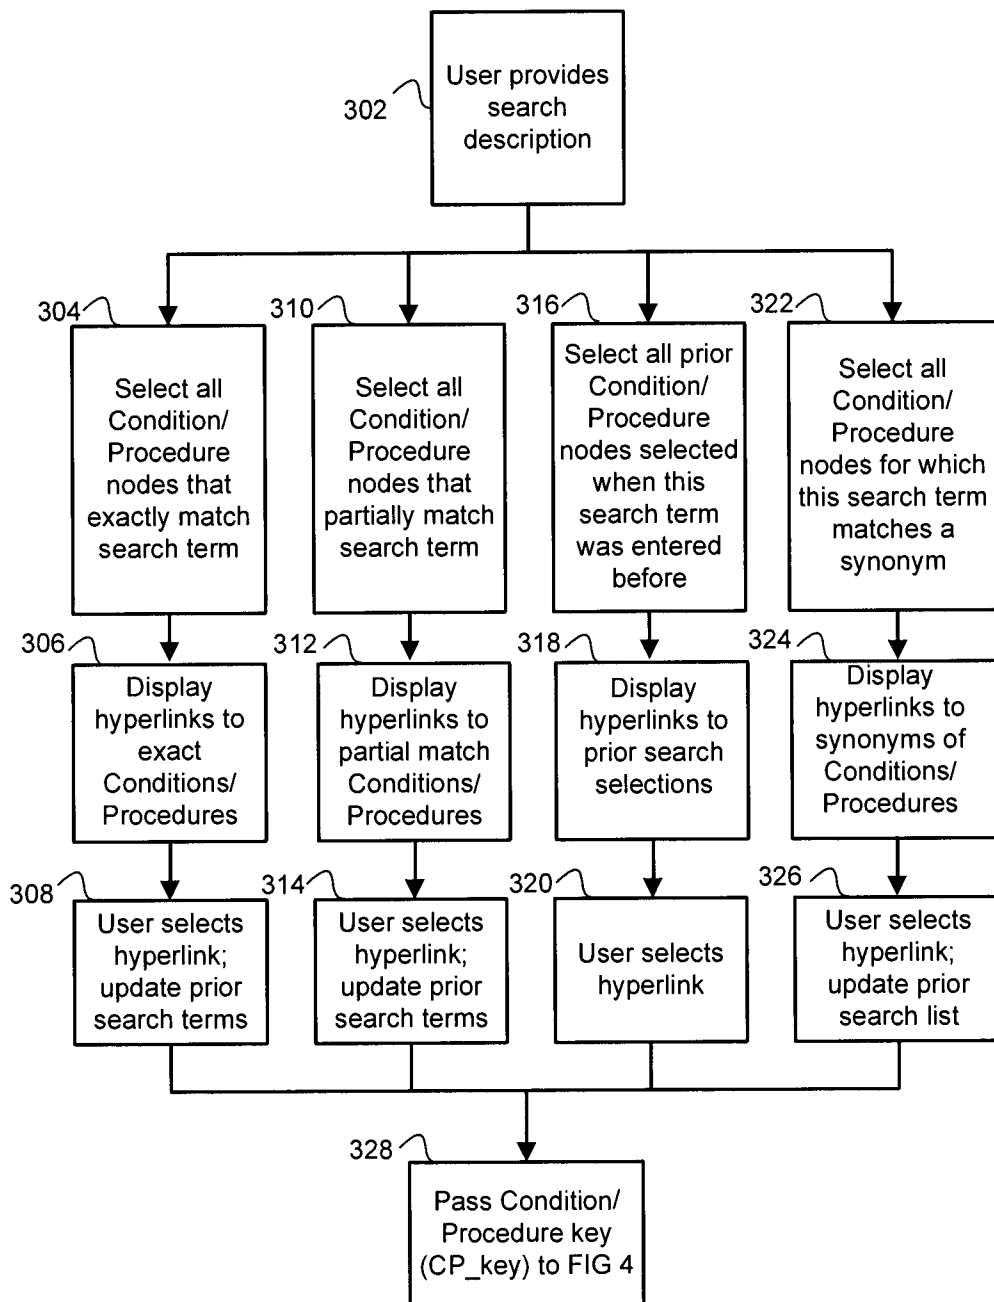 302
User provides
search
description
304
Select all
Condition/
Procedure
nodes that
exactly match
search term
310
Select all
Condition/
Procedure
nodes that
partially match
search term
316
Select all prior
Condition/
Procedure
nodes selected
when this
search term
was entered
before
322
Select all
Condition/
Procedure
nodes for which
this search term
matches a
synonym
306
Display
hyperlinks to
exact
Conditions/
Procedures
312
Display
hyperlinks to
partial match
Conditions/
Procedures
318
Display
hyperlinks to
prior search
selections
324
Display
hyperlinks to
synonyms of
Conditions/
Procedures
308
User selects
hyperlink;
update prior
search terms
314
User selects
hyperlink;
update prior
search terms
320
User selects
hyperlink
326
User selects
hyperlink;
update prior
search list
328
Pass Condition/
Procedure key
(CP_key) to FIG 4